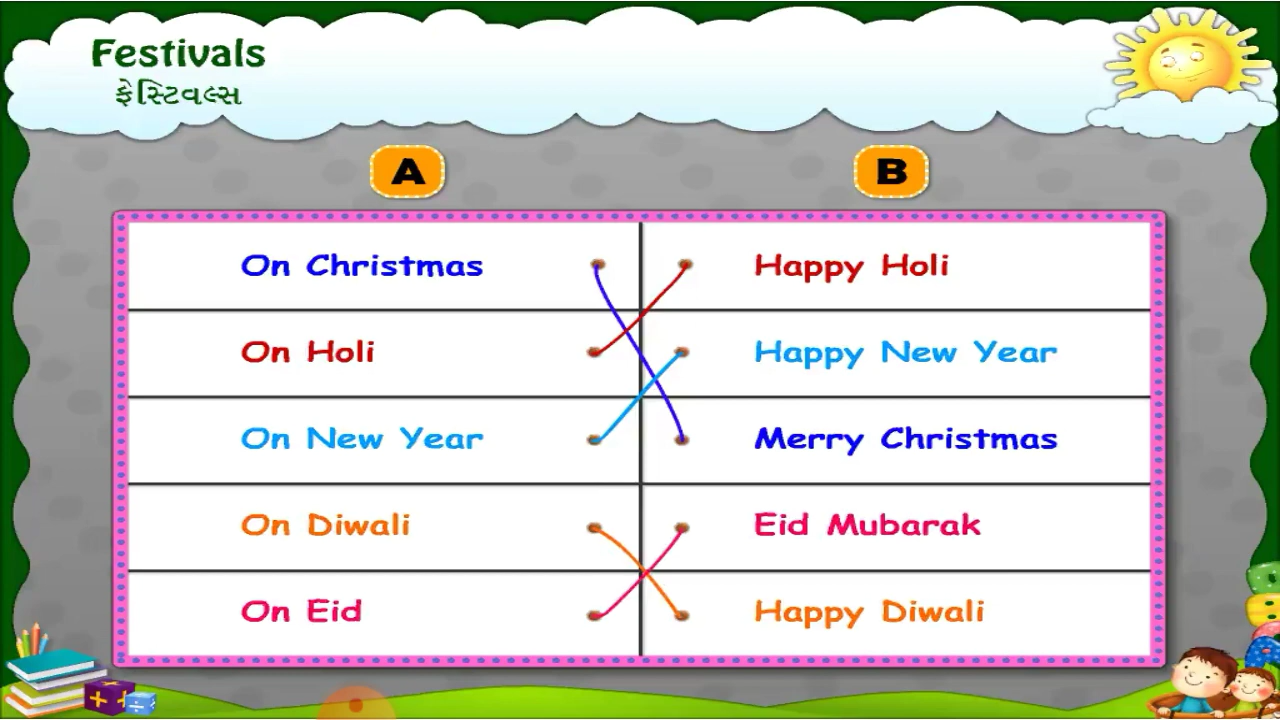 Festivals
ફેસ્ટિવલ્સ
A B
On Christmas Happy Holi
On Holi Happy New Year
On New Year Merry Christmas
On Diwali Eid Mubarak
On Eid Happy Diwali